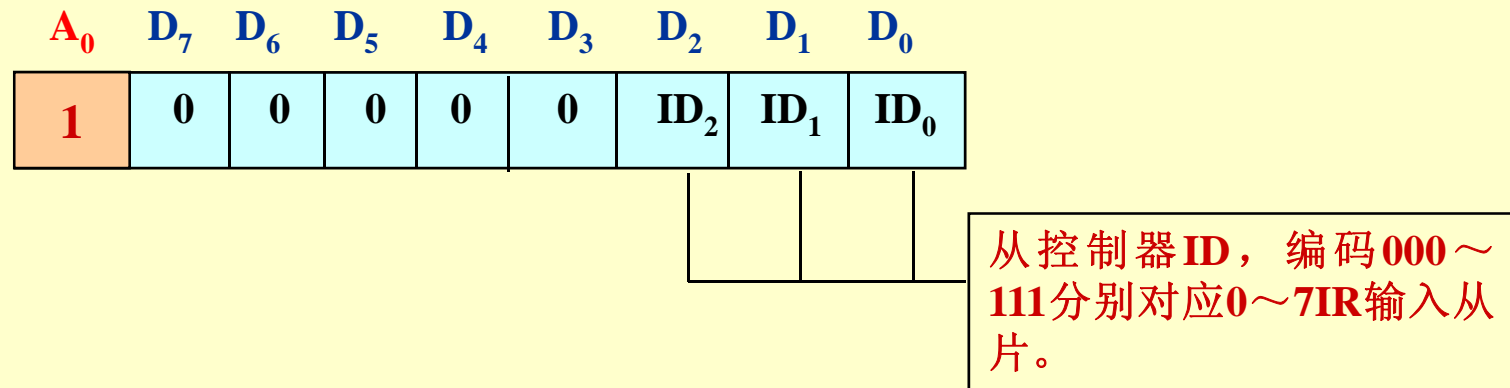 A₀ D₇ D₆ D₅ D₄ D₃ D₂ D₁ D₀
1 0 0 0 0 0 ID₂ ID₁ ID₀
从控制器ID，编码000～
111分别对应0～7IR输入从
片。